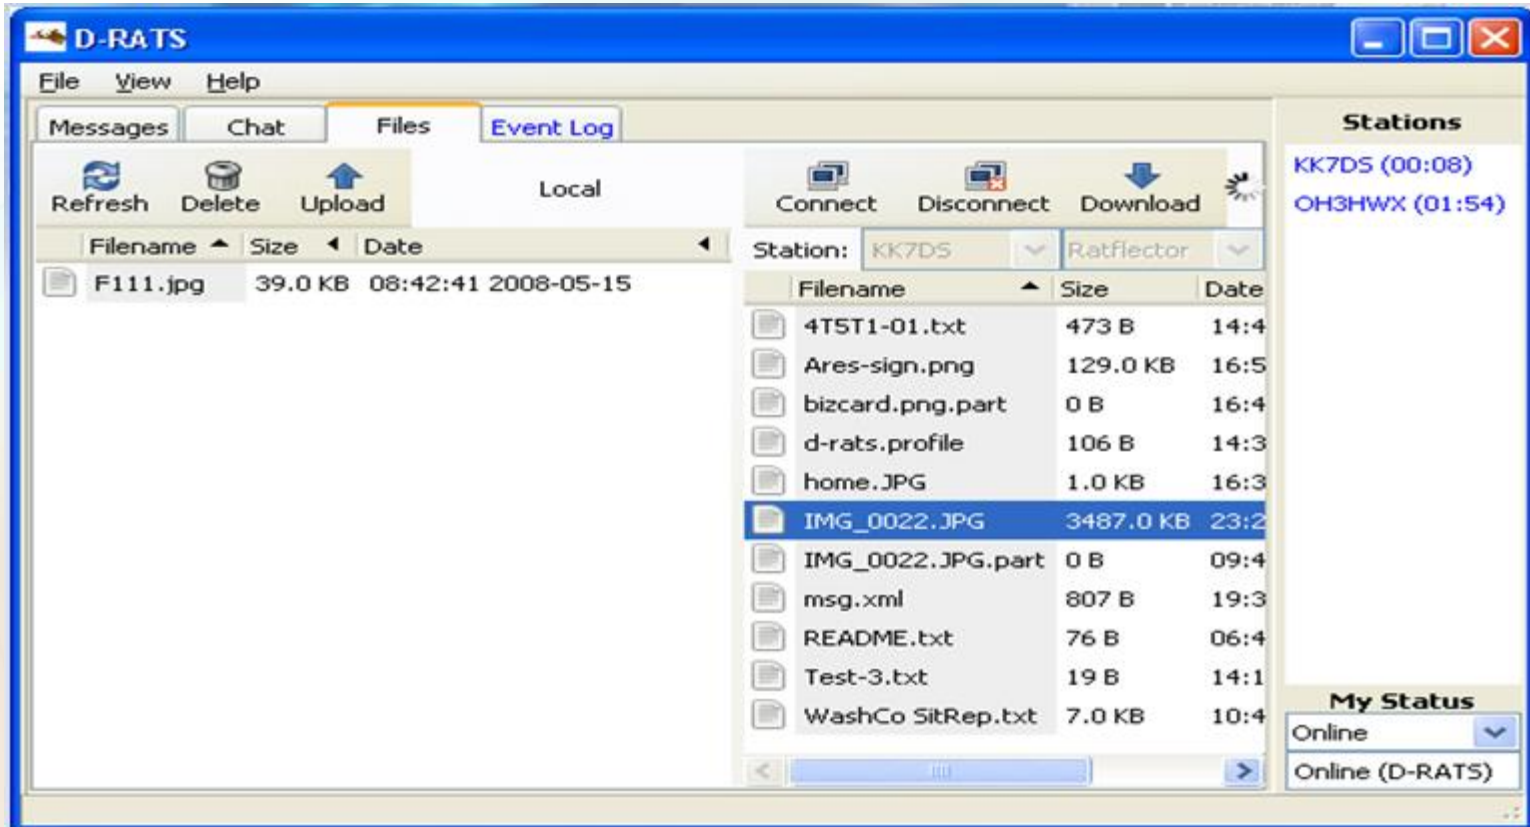 D-RATS
File View Help
Messages Chat Files Event Log
Refresh Delete Upload Local
Filename Size Date
F111.jpg 39.0 KB 08:42:41 2008-05-15
Connect Disconnect Download
Station: KK7DS Ratflector
Filename Size Date
4T5T1-01.txt 473 B 14:4
Ares-sign.png 129.0 KB 16:5
bizcard.png.part 0 B 16:4
d-rats.profile 106 B 14:3
home.JPG 1.0 KB 16:3
IMG_0022.JPG 3487.0 KB 23:2
IMG_0022.JPG.part 0 B 09:4
msg.xml 807 B 19:3
README.txt 76 B 06:4
Test-3.txt 19 B 14:1
WashCo SitRep.txt 7.0 KB 10:4
Stations
KK7DS (00:08)
OH3HWX (01:54)
My Status
Online
Online (D-RATS)